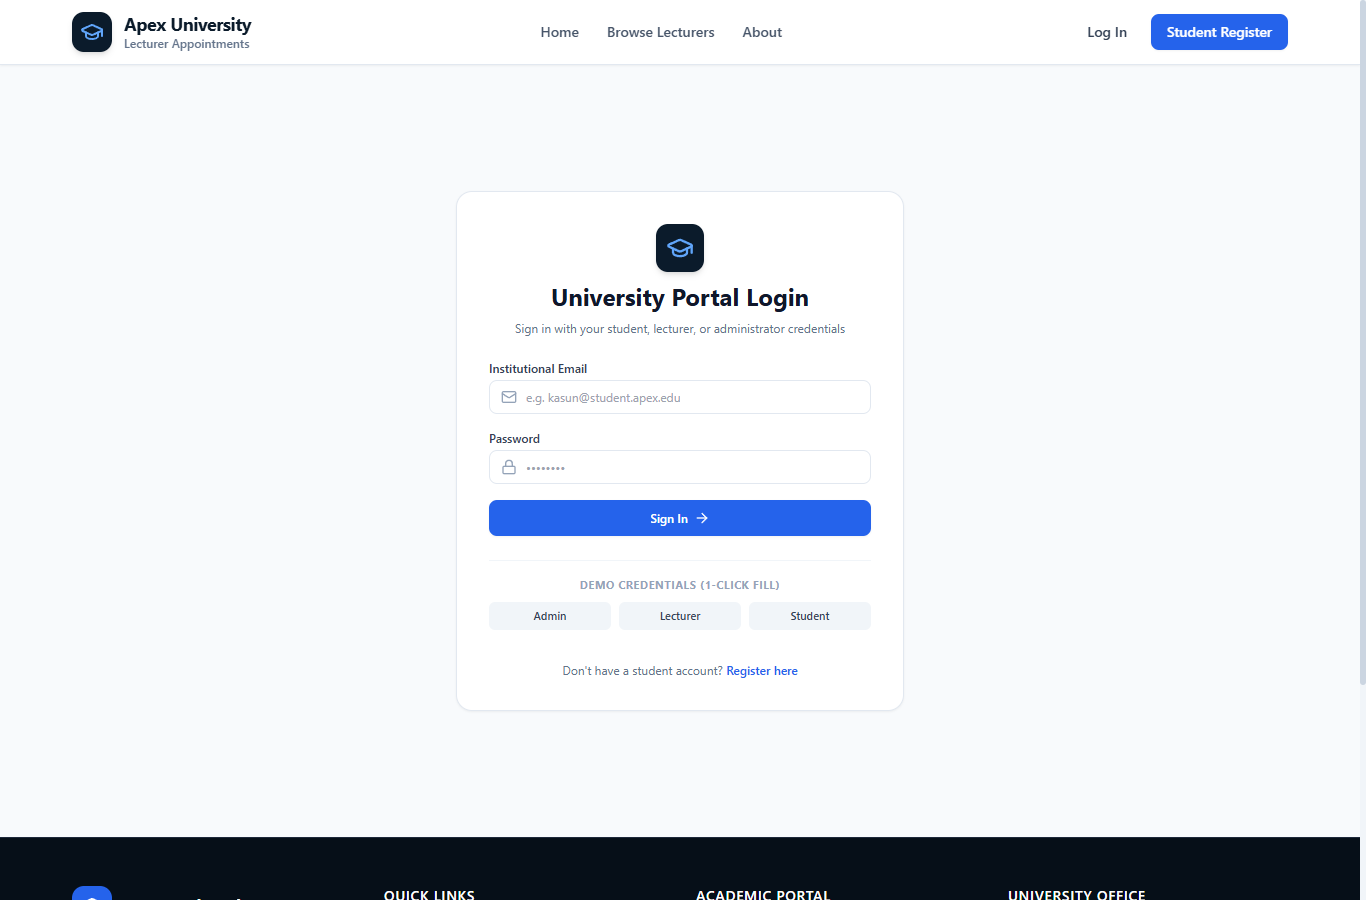 Apex University
Lecturer Appointments
Home
Browse Lecturers
About
Log In
Student Register
University Portal Login
Sign in with your student, lecturer, or administrator credentials
Institutional Email
e.g. kasun@student.apex.edu
Password
••••••••
Sign In
DEMO CREDENTIALS (1-CLICK FILL)
Admin
Lecturer
Student
Don't have a student account? Register here
QUICK LINKS
ACADEMIC PORTAL
UNIVERSITY OFFICE